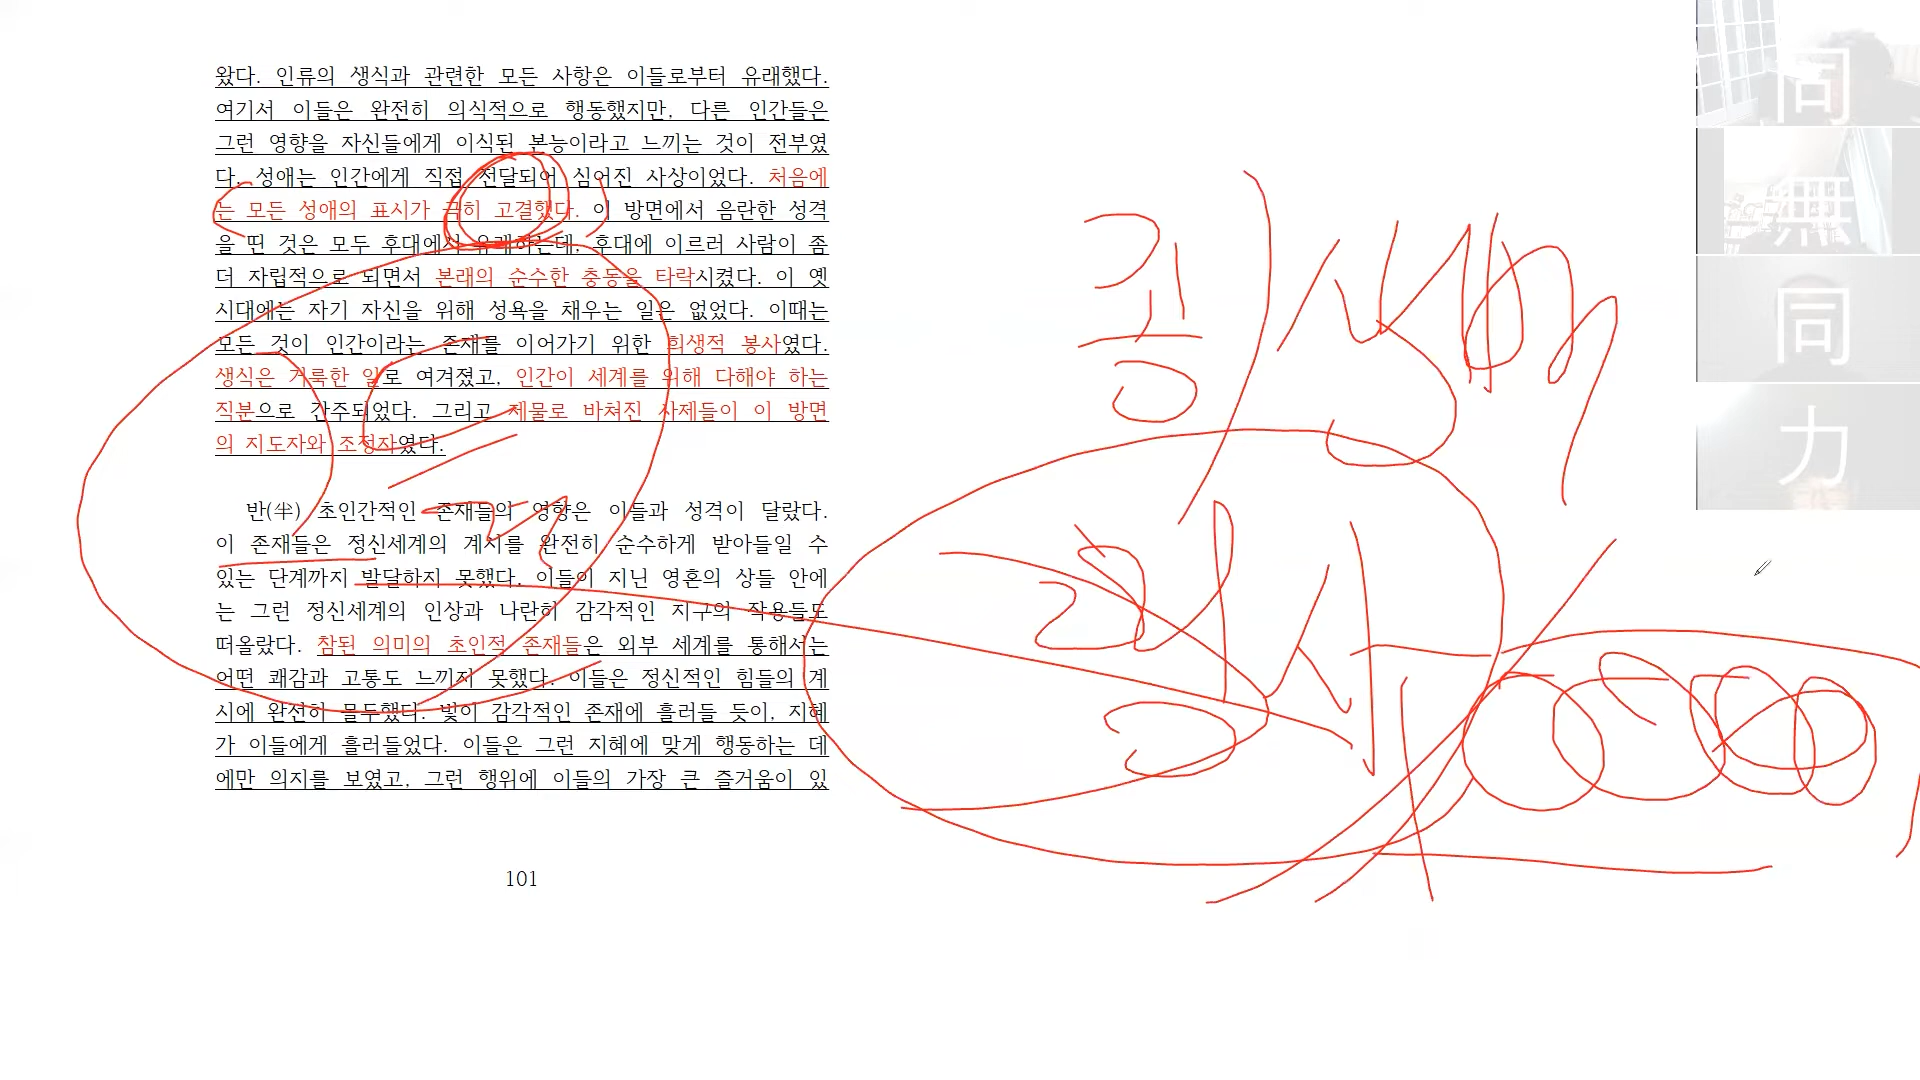 왔다. 인류의 생식과 관련한 모든 사항은 이들로부터 유래했다.
여기서 이들은 완전히 의식적으로 행동했지만, 다른 인간들은
그런 영향을 자신들에게 이식된 본능이라고 느끼는 것이 전부였
다. 성애는 인간에게 직접 전달되어 심어진 사상이었다. 처음에
는 모든 성애의 표시가 극히 고결했다. 이 방면에서 음란한 성격
을 띤 것은 모두 후대에서 유래하는데, 후대에 이르러 사람이 좀
더 자립적으로 되면서 본래의 순수한 충동을 타락시켰다. 이 옛
시대에는 자기 자신을 위해 성욕을 채우는 일은 없었다. 이때는
모든 것이 인간이라는 존재를 이어가기 위한 희생적 봉사였다.
생식은 거룩한 일로 여겨졌고, 인간이 세계를 위해 다해야 하는
직분으로 간주되었다. 그리고 제물로 바쳐진 사제들이 이 방면
의 지도자와 조정자였다.
반(半) 초인간적인 존재들의 영향은 이들과 성격이 달랐다.
이 존재들은 정신세계의 계시를 완전히 순수하게 받아들일 수
있는 단계까지 발달하지 못했다. 이들이 지닌 영혼의 상들 안에
는 그런 정신세계의 인상과 나란히 감각적인 지구의 작용들도
떠올랐다. 참된 의미의 초인적 존재들은 외부 세계를 통해서는
어떤 쾌감과 고통도 느끼지 못했다. 이들은 정신적인 힘들의 계
시에 완전히 몰두했다. 빛이 감각적인 존재에 흘러들 듯이, 지혜
가 이들에게 흘러들었다. 이들은 그런 지혜에 맞게 행동하는 데
에만 의지를 보였고, 그런 행위에 이들의 가장 큰 즐거움이 있
101
同
無
同
力